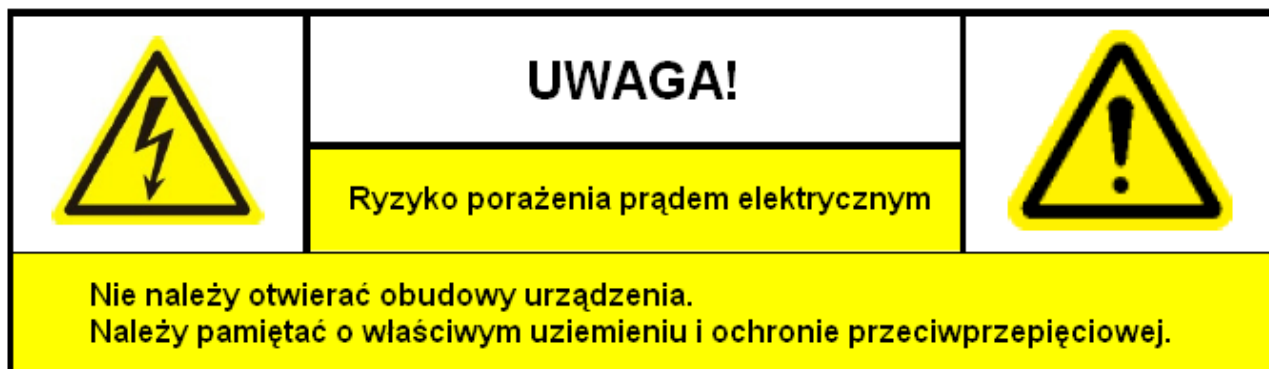 UWAGA!
Ryzyko porażenia prądem elektrycznym
Nie należy otwierać obudowy urządzenia.
Należy pamiętać o właściwym uziemieniu i ochronie przeciwprzepięciowej.